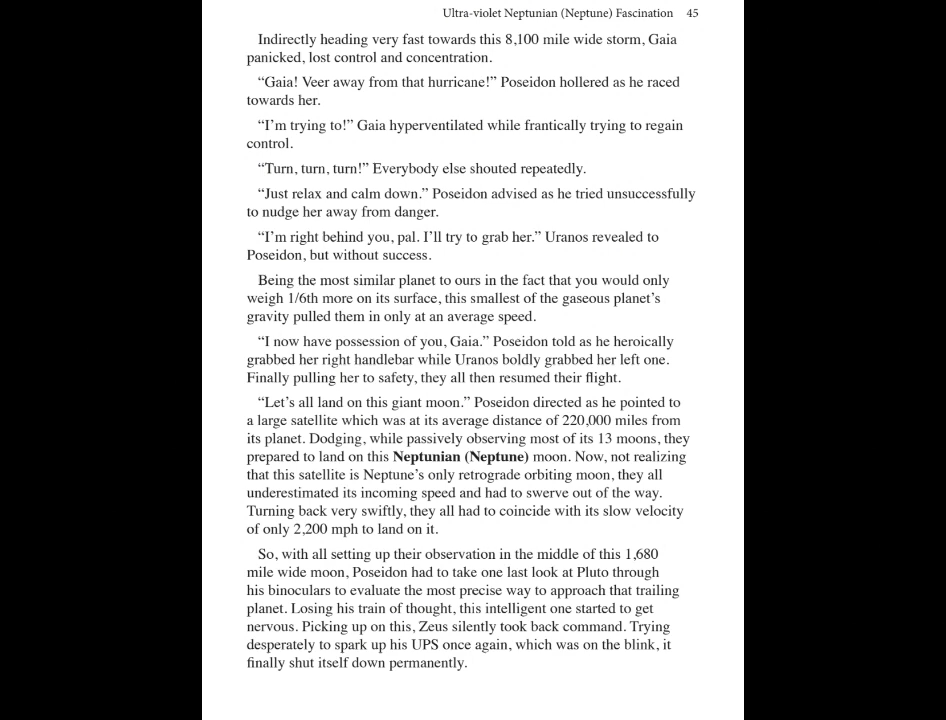 Ultra-violet Neptunian (Neptune) Fascination 45
Indirectly heading very fast towards this 8,100 mile wide storm, Gaia
panicked, lost control and concentration.
“Gaia! Veer away from that hurricane!” Poseidon hollered as he raced
towards her.
“I’m trying to!” Gaia hyperventilated while frantically trying to regain
control.
“Turn, turn, turn!” Everybody else shouted repeatedly.
“Just relax and calm down.” Poseidon advised as he tried unsuccessfully
to nudge her away from danger.
“I’m right behind you, pal. I’ll try to grab her.” Uranos revealed to
Poseidon, but without success.
Being the most similar planet to ours in the fact that you would only
weigh 1/6th more on its surface, this smallest of the gaseous planet’s
gravity pulled them in only at an average speed.
“I now have possession of you, Gaia.” Poseidon told as he heroically
grabbed her right handlebar while Uranos boldly grabbed her left one.
Finally pulling her to safety, they all then resumed their flight.
“Let’s all land on this giant moon.” Poseidon directed as he pointed to
a large satellite which was at its average distance of 220,000 miles from
its planet. Dodging, while passively observing most of its 13 moons, they
prepared to land on this Neptunian (Neptune) moon. Now, not realizing
that this satellite is Neptune’s only retrograde orbiting moon, they all
underestimated its incoming speed and had to swerve out of the way.
Turning back very swiftly, they all had to coincide with its slow velocity
of only 2,200 mph to land on it.
So, with all setting up their observation in the middle of this 1,680
mile wide moon, Poseidon had to take one last look at Pluto through
his binoculars to evaluate the most precise way to approach that trailing
planet. Losing his train of thought, this intelligent one started to get
nervous. Picking up on this, Zeus silently took back command. Trying
desperately to spark up his UPS once again, which was on the blink, it
finally shut itself down permanently.